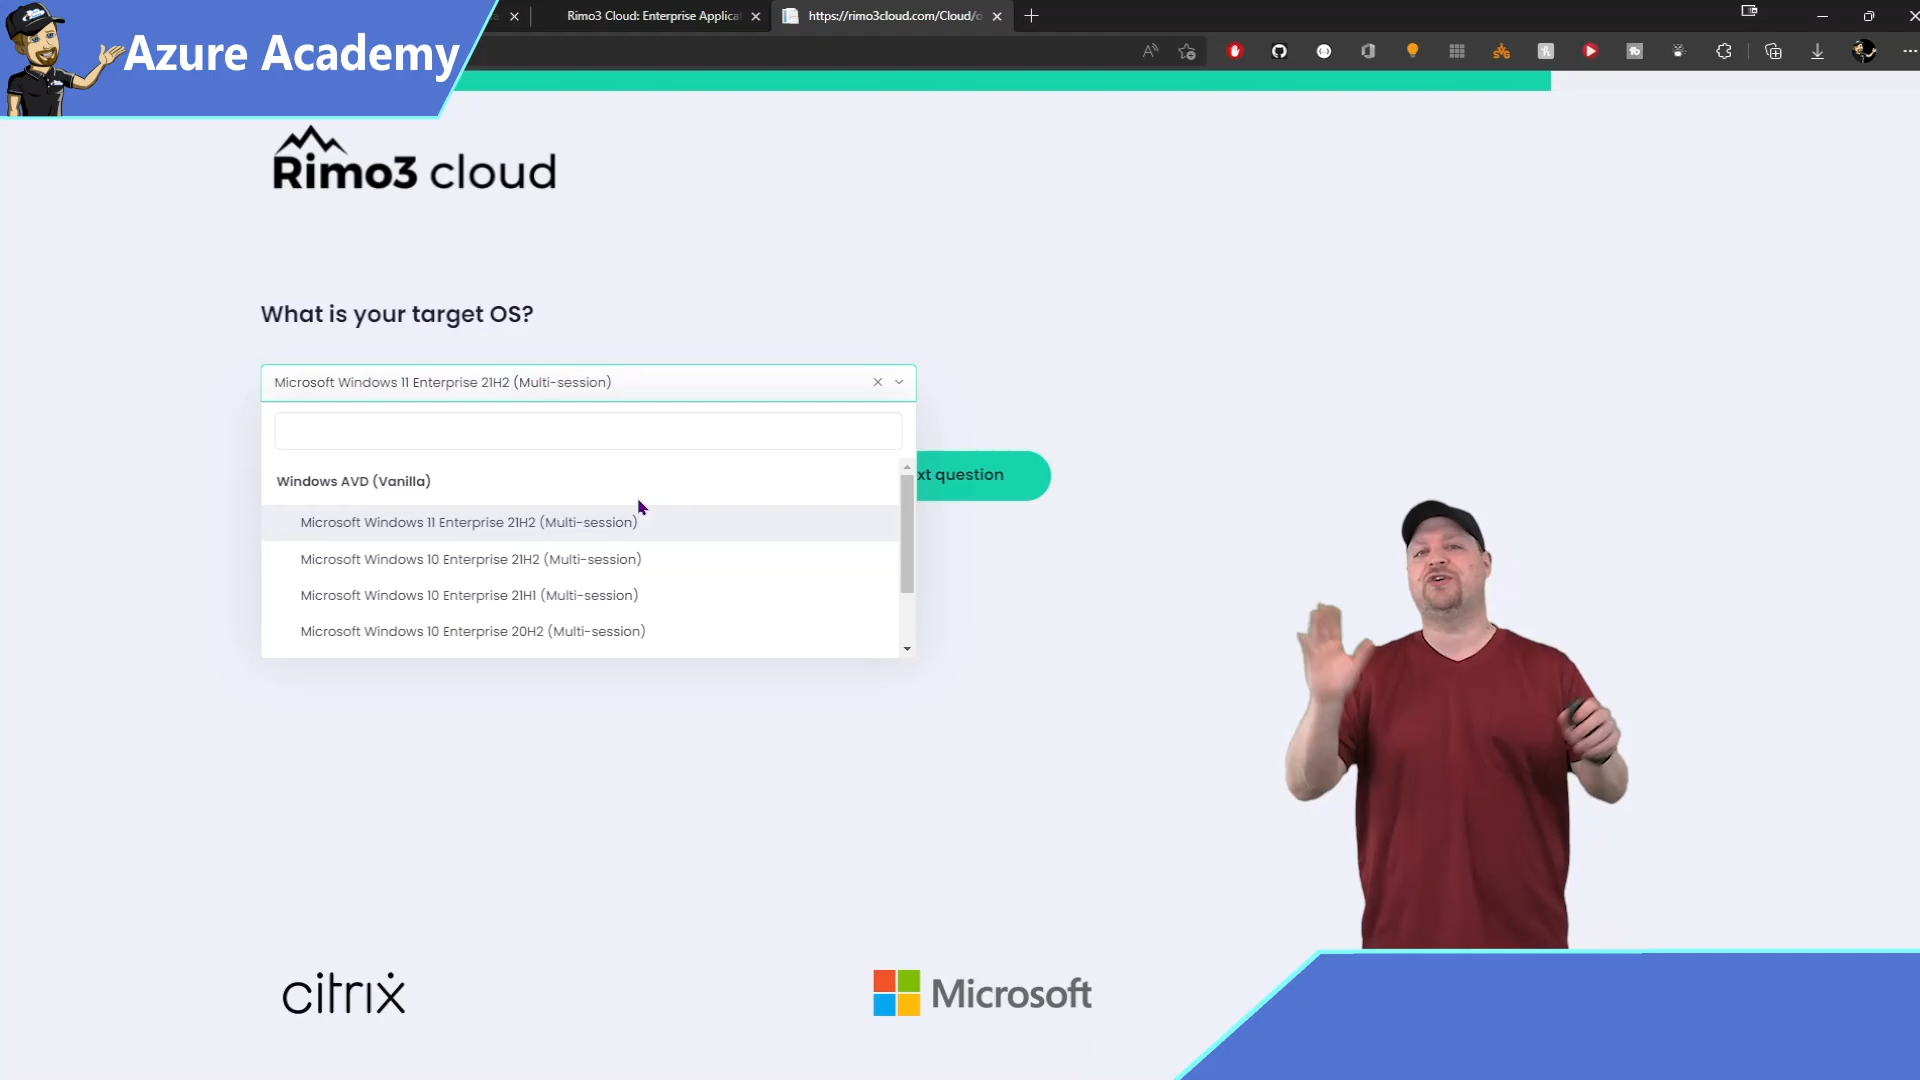 Rimo3 Cloud: Enterprise Applica
https://rimo3cloud.com/Cloud/o
Azure Academy
Rimo3 cloud
What is your target OS?
Microsoft Windows 11 Enterprise 21H2 (Multi-session)
Windows AVD (Vanilla)
xt question
Microsoft Windows 11 Enterprise 21H2 (Multi-session)
Microsoft Windows 10 Enterprise 21H2 (Multi-session)
Microsoft Windows 10 Enterprise 21H1 (Multi-session)
Microsoft Windows 10 Enterprise 20H2 (Multi-session)
citrix
Microsoft